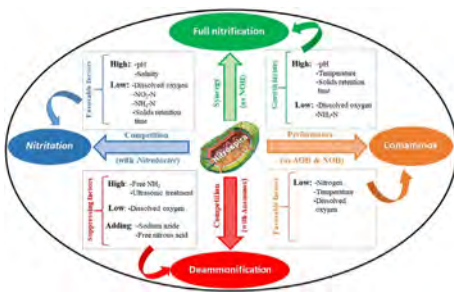 Full nitrification
Favorable factors
High: -pH
-Salinity
Low: -Dissolved oxygen
-NO₂-N
-NH₄-N
-Solids retention
time
Synergy
(as NOB)
High: -pH
-Temperature
-Solids retention
time
Low: -Dissolved oxygen
-NH₄-N
Nitritation
Competition
(with Nitrobacter)
Nitrospira
Performance
(as AOB & NOB)
Comammox
Suppressing factors
High: -Free NH₃
-Ultrasonic treatment
Low: -Dissolved oxygen
Adding: -Sodium azide
-Free nitrous acid
Competition
(with Anammox)
Favorable factors
Low: -Nitrogen
-Temperature
-Dissolved
oxygen
Deammonification